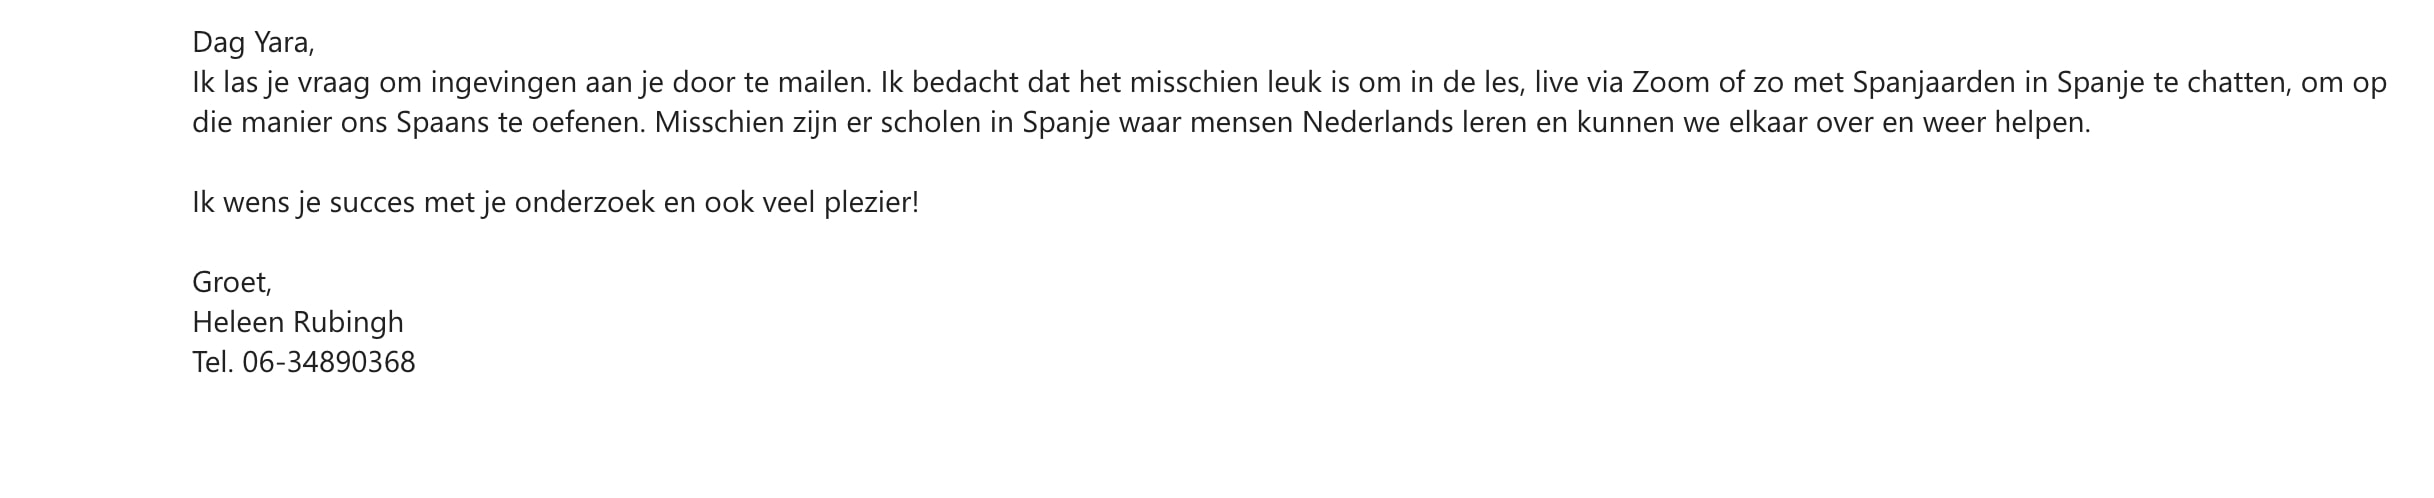 Dag Yara,
Ik las je vraag om ingevingen aan je door te mailen. Ik bedacht dat het misschien leuk is om in de les, live via Zoom of zo met Spanjaarden in Spanje te chatten, om op
die manier ons Spaans te oefenen. Misschien zijn er scholen in Spanje waar mensen Nederlands leren en kunnen we elkaar over en weer helpen.
Ik wens je succes met je onderzoek en ook veel plezier!
Groet,
Heleen Rubingh
Tel. 06-34890368